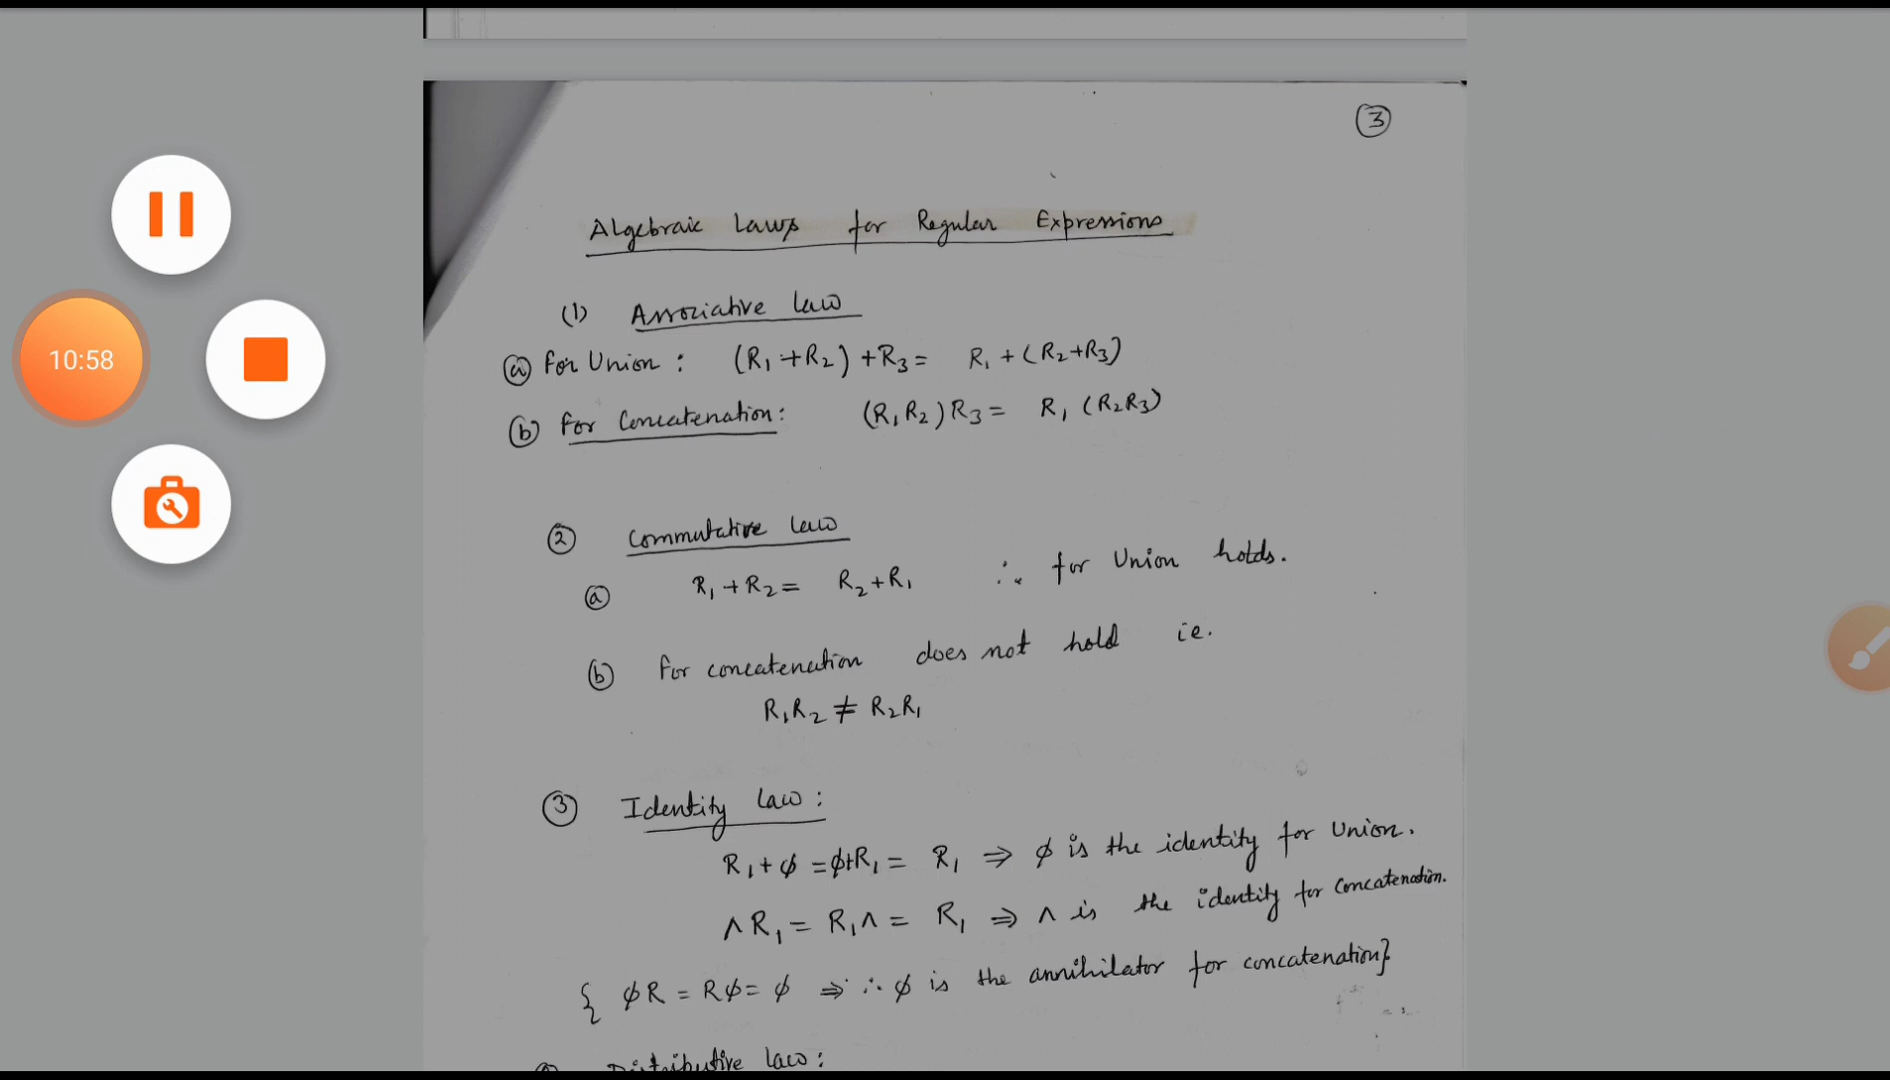 ③
Algebraic Laws for Regular Expressions
(1) Associative Law
ⓐ For Union : (R₁+R₂)+R₃ = R₁+(R₂+R₃)
ⓑ For Concatenation: (R₁R₂)R₃ = R₁(R₂R₃)
10:58
② Commutative Law
ⓐ R₁+R₂ = R₂+R₁ ∴ for Union holds.
ⓑ For concatenation does not hold ie.
R₁R₂ ≠ R₂R₁
③ Identity Law :
R₁+ϕ = ϕ+R₁ = R₁ ⇒ ϕ is the identity for Union.
∧R₁ = R₁∧ = R₁ ⇒ ∧ is the identity for Concatenation.
{ ϕR = Rϕ = ϕ ⇒ ∴ ϕ is the annihilator for concatenation}
Distributive Law :